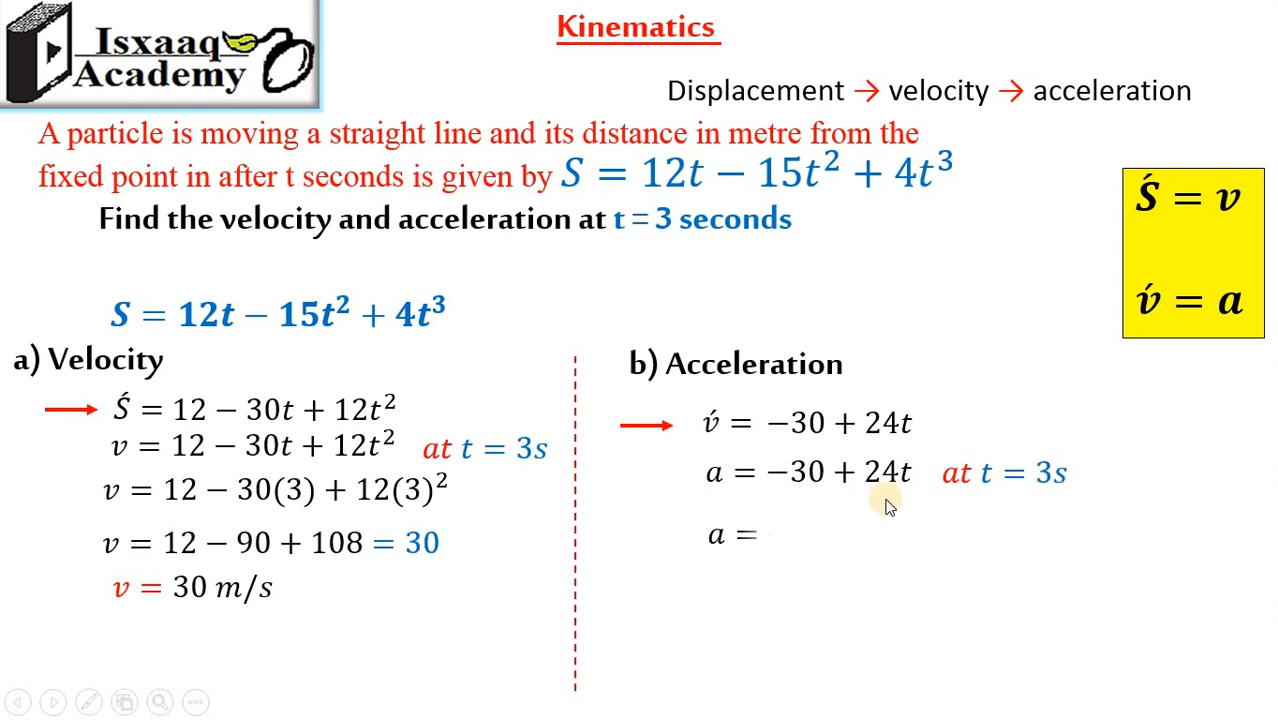 Isxaaq
Academy
Kinematics
Displacement → velocity → acceleration
A particle is moving a straight line and its distance in metre from the
fixed point in after t seconds is given by S = 12t − 15t² + 4t³
Find the velocity and acceleration at t = 3 seconds
Ś = v
v́ = a
S = 12t − 15t² + 4t³
a) Velocity
Ś = 12 − 30t + 12t²
v = 12 − 30t + 12t² at t = 3s
v = 12 − 30(3) + 12(3)²
v = 12 − 90 + 108 = 30
v = 30 m/s
b) Acceleration
v́ = −30 + 24t
a = −30 + 24t at t = 3s
a =